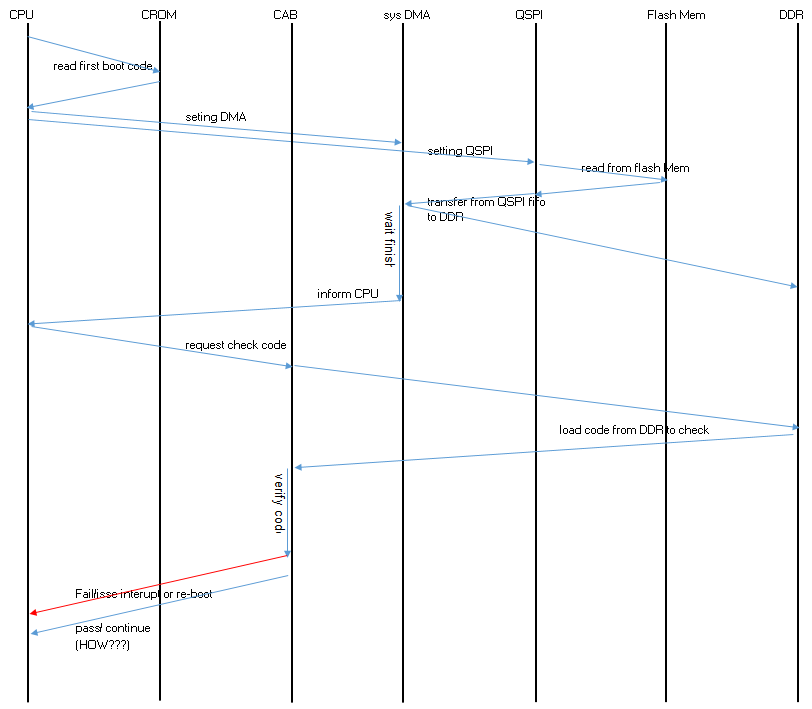 CPU CROM CAB sys DMA QSPI Flash Mem DDR
read first boot code
seting DMA
setting QSPI
read from flash Mem
transfer from QSPI fifo
to DDR
wait finish
inform CPU
request check code
load code from DDR to check
verify code
Fail/isse interupt or re-boot
pass/ continue
(HOW???)